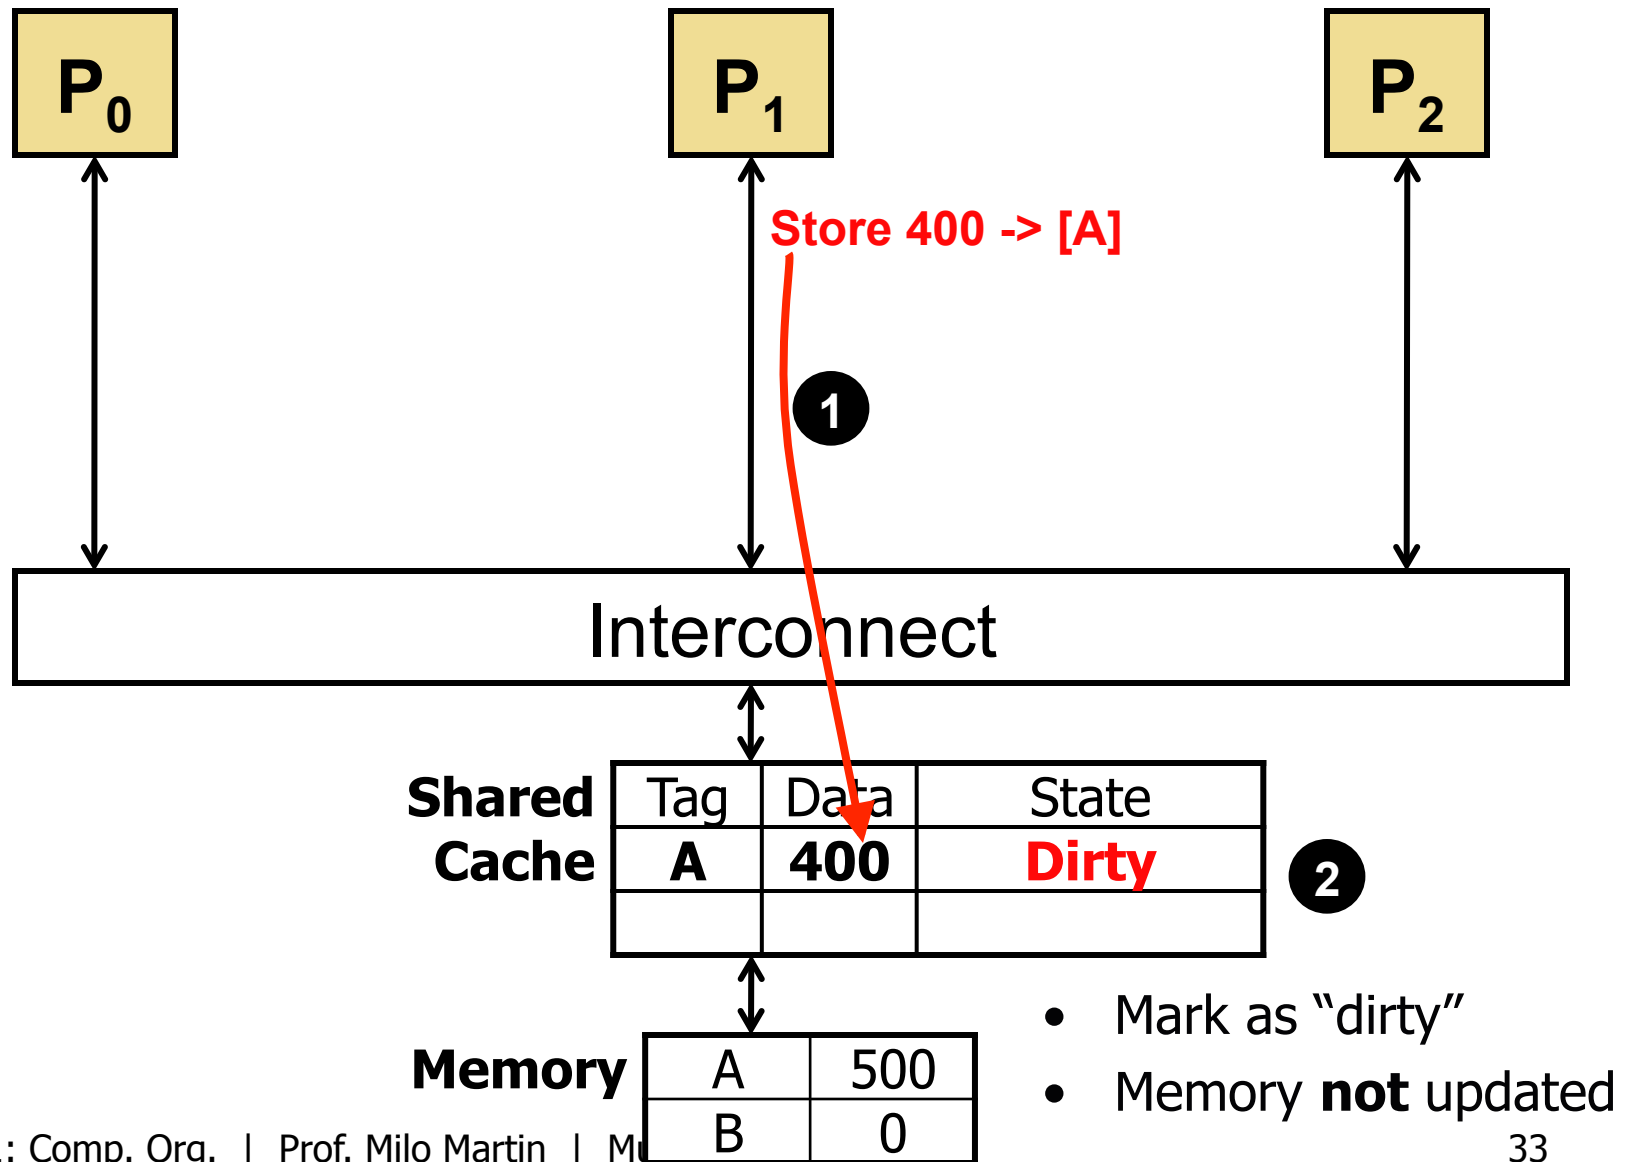 P0 P1 P2
Store 400 -> [A]
1
Interconnect
Shared Cache
Tag Data State
A 400 Dirty
2
Memory
A 500
B 0
• Mark as “dirty”
• Memory not updated
: Comp. Org. | Prof. Milo Martin |
33